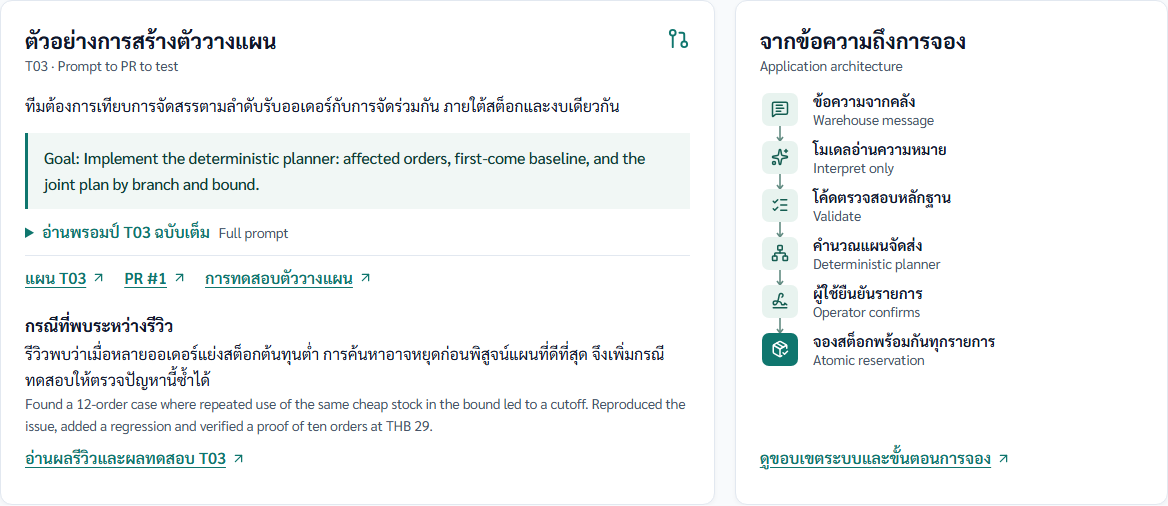 ตัวอย่างการสร้างตัววางแผน
T03 · Prompt to PR to test
ทีมต้องการเทียบการจัดสรรตามลำดับรับออเดอร์กับการจัดร่วมกัน ภายใต้สต็อกและงบเดียวกัน
Goal: Implement the deterministic planner: affected orders, first-come baseline, and the
joint plan by branch and bound.
อ่านพรอมป์ T03 ฉบับเต็ม Full prompt
แผน T03 PR #1 การทดสอบตัววางแผน
กรณีที่พบระหว่างรีวิว
รีวิวพบว่าเมื่อหลายออเดอร์แย่งสต็อกต้นทุนต่ำ การค้นหาอาจหยุดก่อนพิสูจน์แผนที่ดีที่สุด จึงเพิ่มกรณี
ทดสอบให้ตรวจปัญหานี้ซ้ำได้
Found a 12-order case where repeated use of the same cheap stock in the bound led to a cutoff. Reproduced the
issue, added a regression and verified a proof of ten orders at THB 29.
อ่านผลรีวิวและผลทดสอบ T03
จากข้อความถึงการจอง
Application architecture
ข้อความจากคลัง
Warehouse message
โมเดลอ่านความหมาย
Interpret only
โค้ดตรวจสอบหลักฐาน
Validate
คำนวณแผนจัดส่ง
Deterministic planner
ผู้ใช้ยืนยันรายการ
Operator confirms
จองสต็อกพร้อมกันทุกรายการ
Atomic reservation
ดูขอบเขตระบบและขั้นตอนการจอง